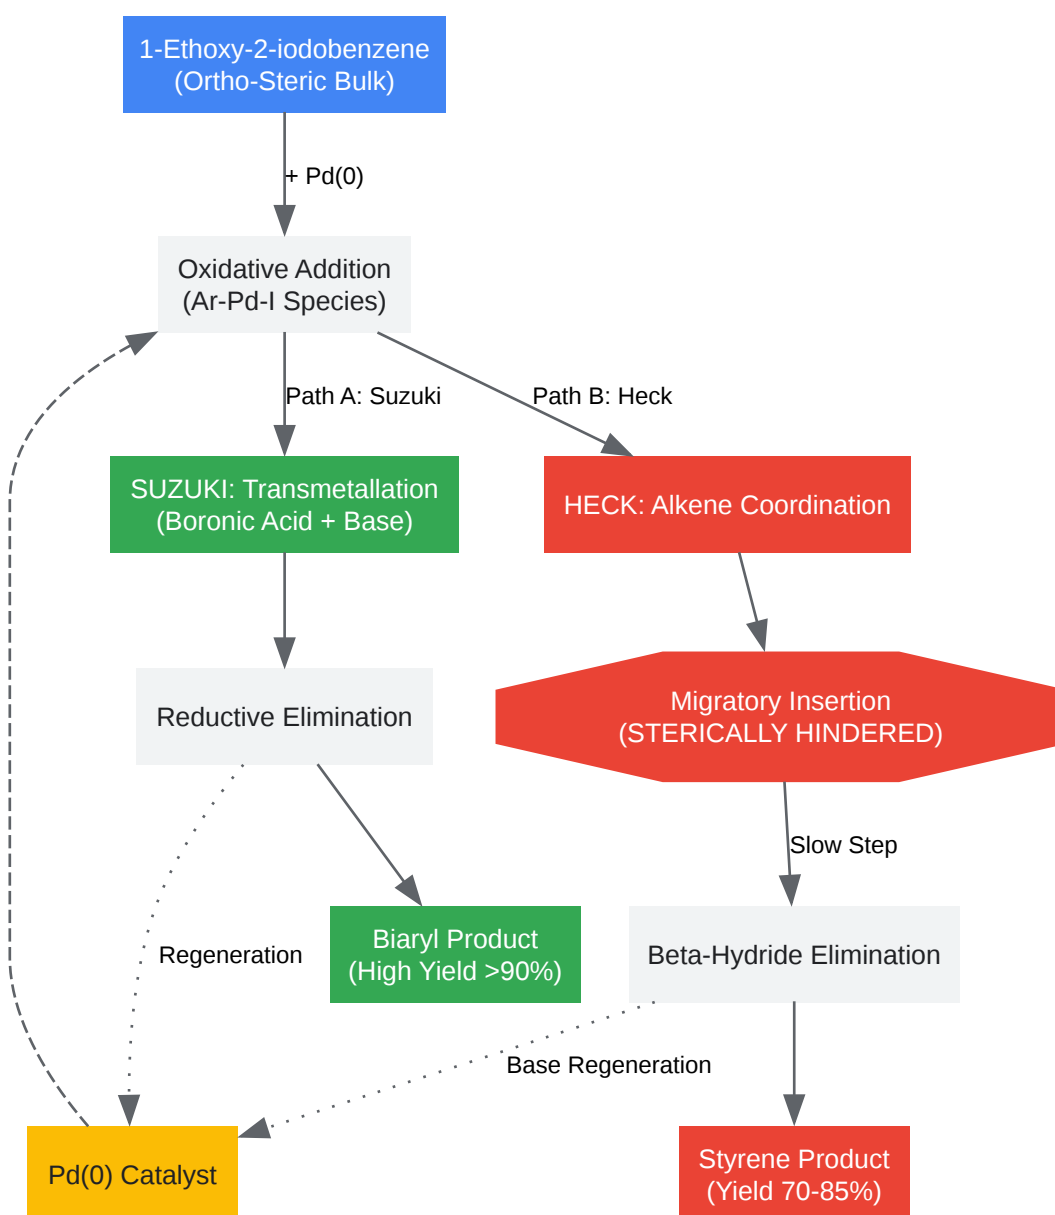 1-Ethoxy-2-iodobenzene
(Ortho-Steric Bulk)
+ Pd(0)
Oxidative Addition
(Ar-Pd-I Species)
Path A: Suzuki
Path B: Heck
SUZUKI: Transmetallation
(Boronic Acid + Base)
HECK: Alkene Coordination
Reductive Elimination
Migratory Insertion
(STERICALLY HINDERED)
Slow Step
Biaryl Product
(High Yield >90%)
Beta-Hydride Elimination
Regeneration
Base Regeneration
Pd(0) Catalyst
Styrene Product
(Yield 70-85%)